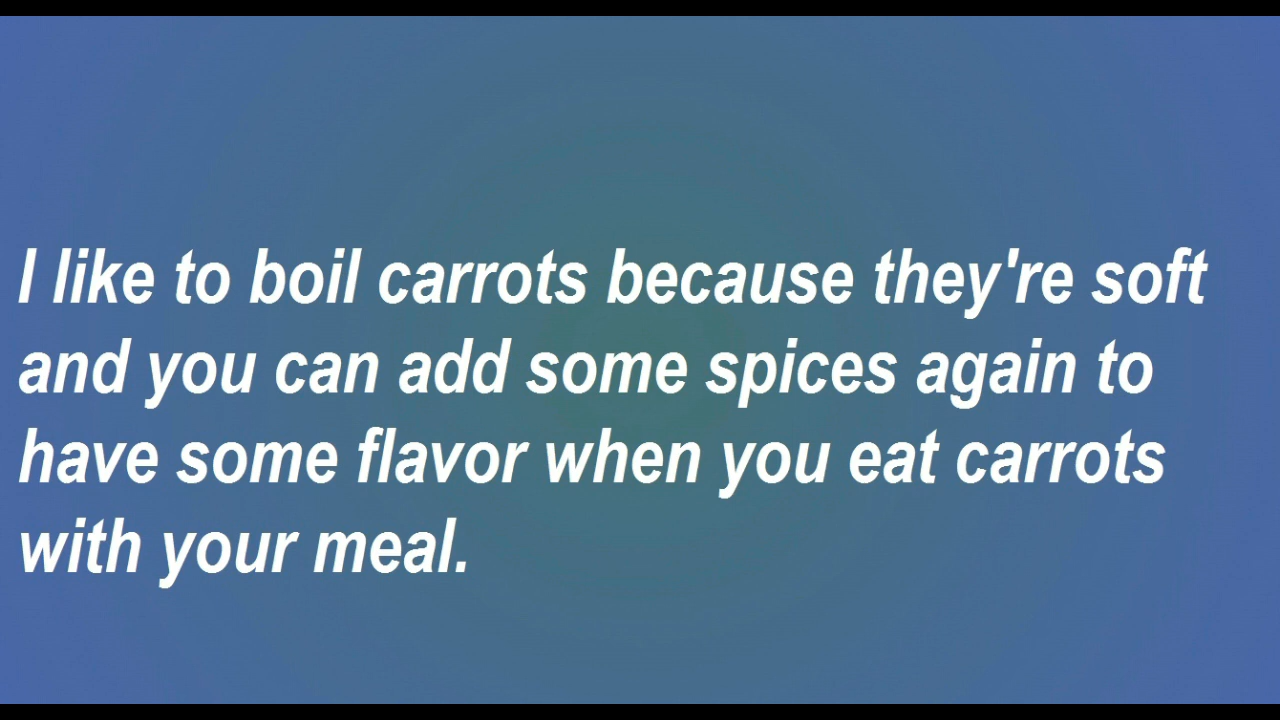 I like to boil carrots because they're soft
and you can add some spices again to
have some flavor when you eat carrots
with your meal.